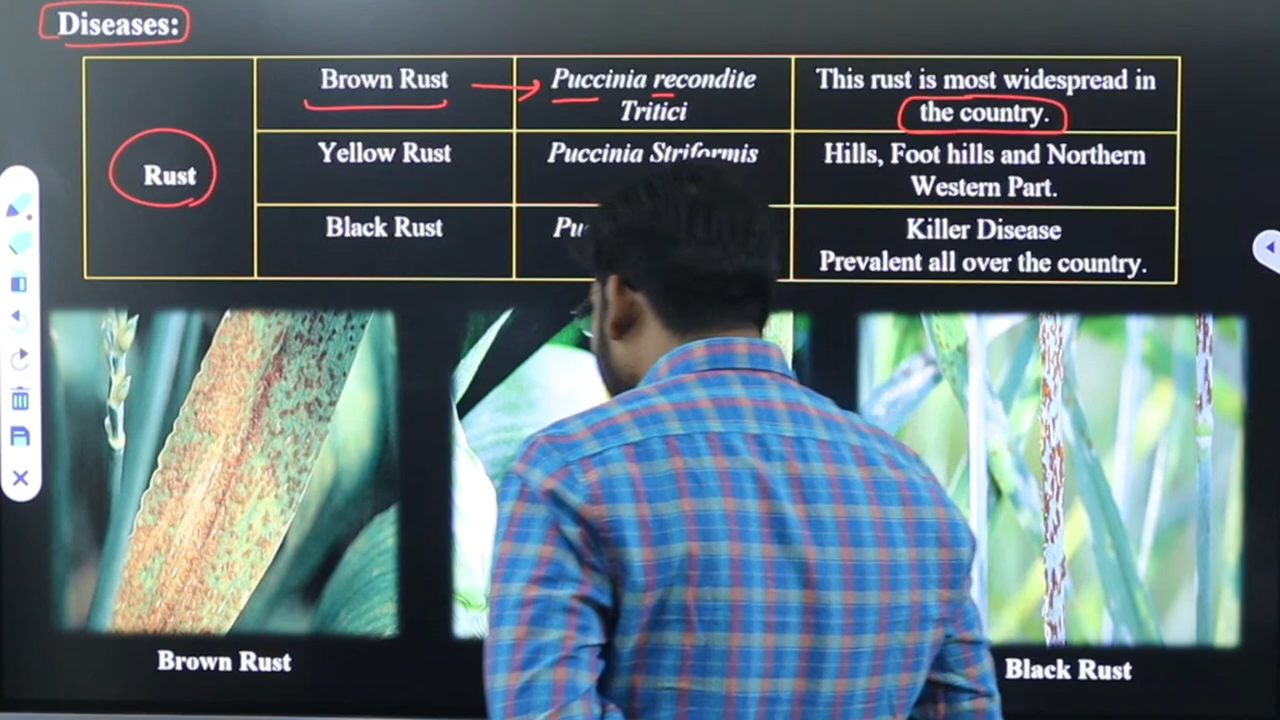 Diseases:
Brown Rust
Puccinia recondite
Tritici
This rust is most widespread in
the country.
Rust
Yellow Rust
Puccinia Striformis
Hills, Foot hills and Northern
Western Part.
Black Rust
Killer Disease
Prevalent all over the country.
Brown Rust
Black Rust